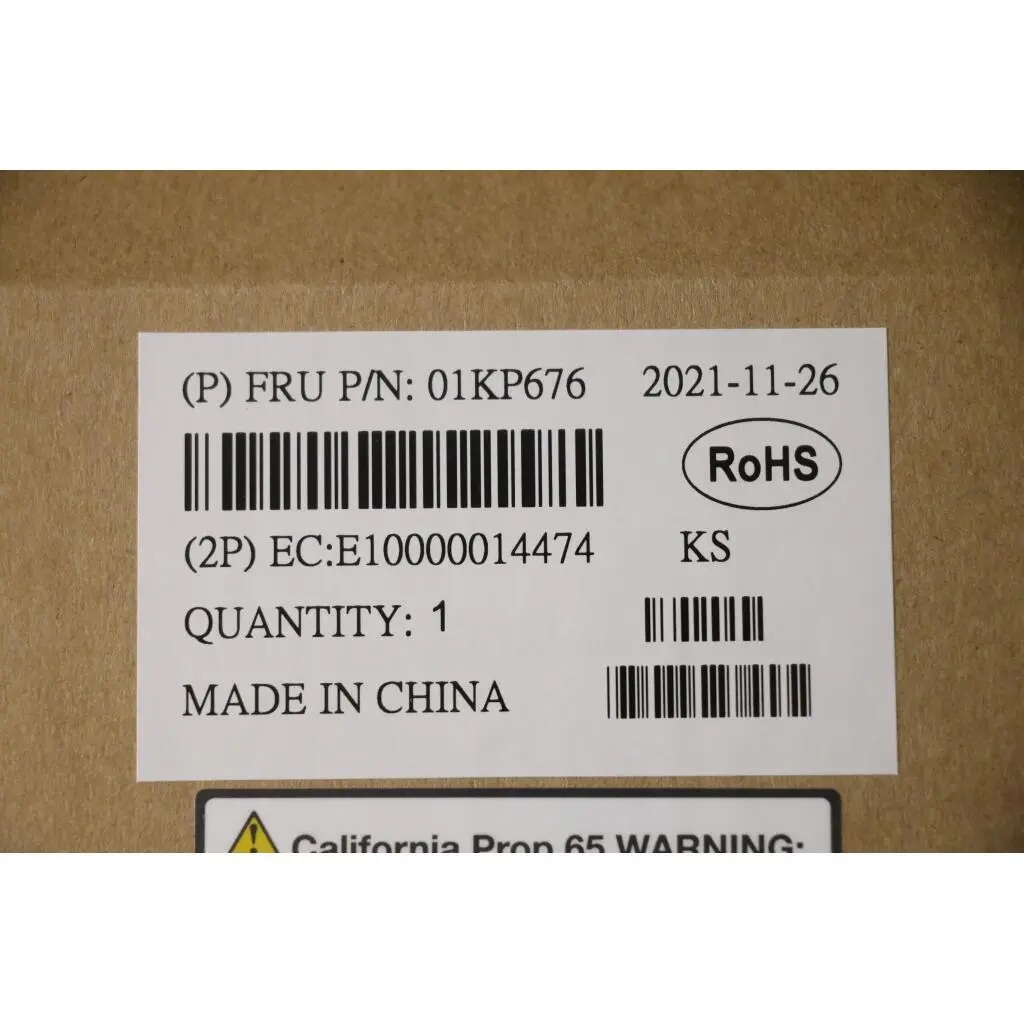 (P) FRU P/N: 01KP676 2021-11-26
RoHS
(2P) EC:E10000014474 KS
QUANTITY: 1
MADE IN CHINA
California Prop 65 WARNING: